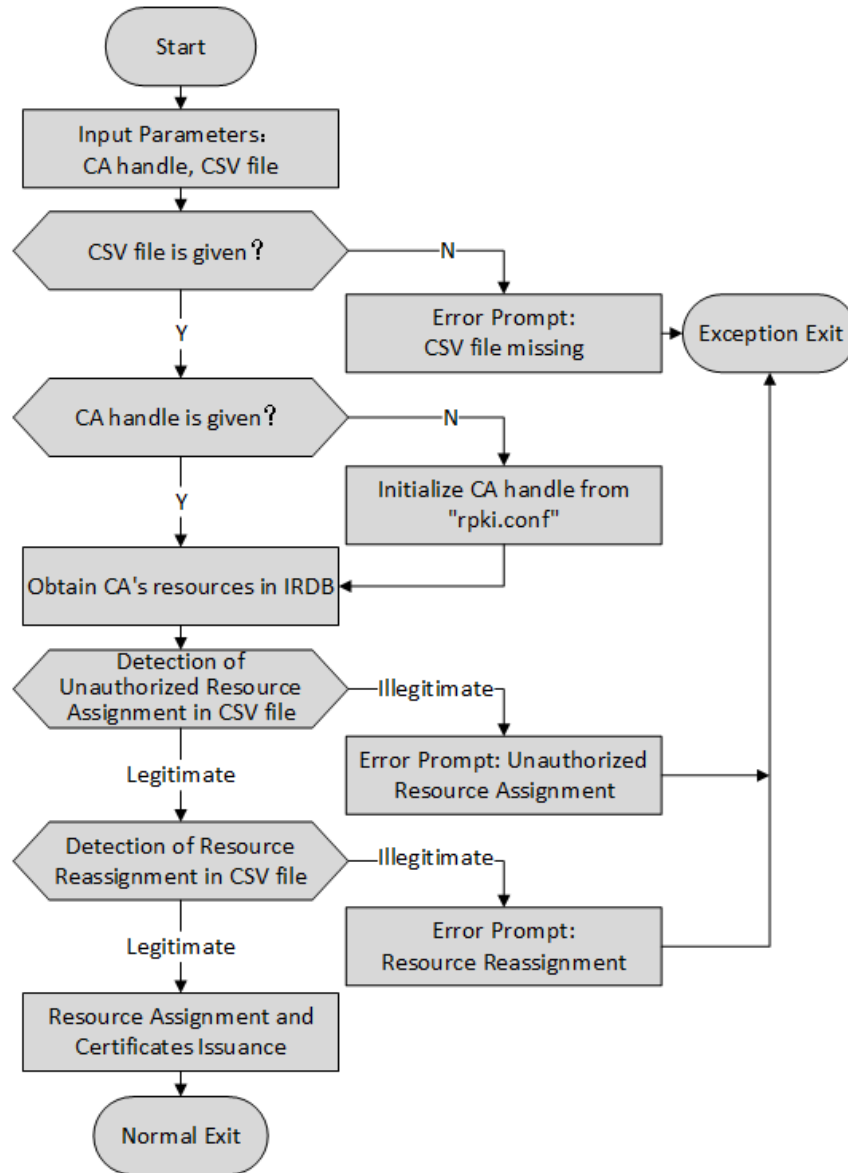 Start
Input Parameters：
CA handle, CSV file
CSV file is given？
N
Error Prompt:
CSV file missing
Exception Exit
Y
CA handle is given？
N
Initialize CA handle from
"rpki.conf"
Y
Obtain CA's resources in IRDB
Detection of
Unauthorized Resource
Assignment in CSV file
Illegitimate
Error Prompt: Unauthorized
Resource Assignment
Legitimate
Detection of Resource
Reassignment in CSV file
Illegitimate
Error Prompt:
Resource Reassignment
Legitimate
Resource Assignment and
Certificates Issuance
Normal Exit